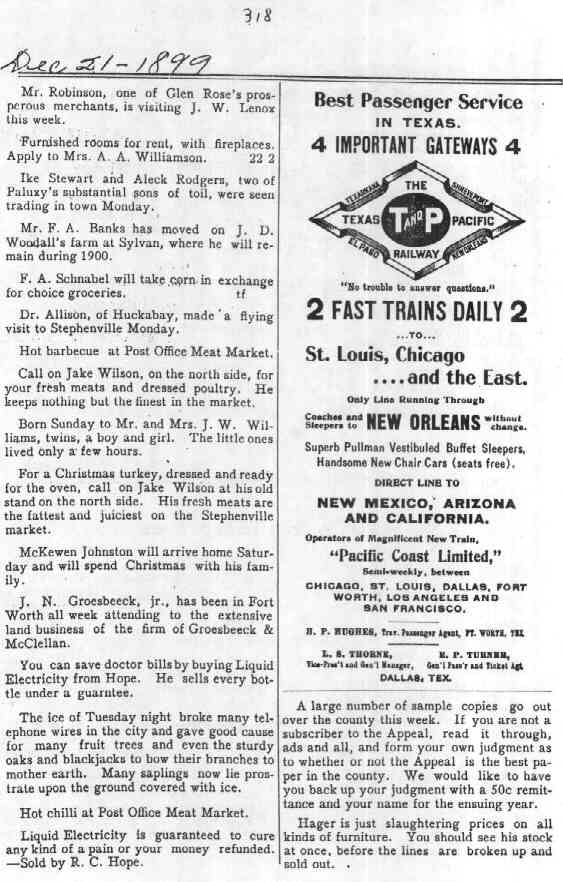 318
Dec 21-1899
Mr. Robinson, one of Glen Rose's pros-
perous merchants, is visiting J. W. Lenox
this week.
Furnished rooms for rent, with fireplaces.
Apply to Mrs. A. A. Williamson. 22 2
Ike Stewart and Aleck Rodgers, two of
Paluxy's substantial sons of toil, were seen
trading in town Monday.
Mr. F. A. Banks has moved on J. D.
Woodall's farm at Sylvan, where he will re-
main during 1900.
F. A. Schnabel will take corn in exchange
for choice groceries. tf
Dr. Allison, of Huckabay, made a flying
visit to Stephenville Monday.
Hot barbecue at Post Office Meat Market.
Call on Jake Wilson, on the north side, for
your fresh meats and dressed poultry. He
keeps nothing but the finest in the market.
Born Sunday to Mr. and Mrs. J. W. Wil-
liams, twins, a boy and girl. The little ones
lived only a few hours.
For a Christmas turkey, dressed and ready
for the oven, call on Jake Wilson at his old
stand on the north side. His fresh meats are
the fattest and juiciest on the Stephenville
market.
McKewen Johnston will arrive home Satur-
day and will spend Christmas with his fam-
ily.
J. N. Groesbeeck, jr., has been in Fort
Worth all week attending to the extensive
land business of the firm of Groesbeeck &
McClellan.
You can save doctor bills by buying Liquid
Electricity from Hope. He sells every bot-
tle under a guarntee.
The ice of Tuesday night broke many tel-
ephone wires in the city and gave good cause
for many fruit trees and even the sturdy
oaks and blackjacks to bow their branches to
mother earth. Many saplings now lie pros-
trate upon the ground covered with ice.
Hot chilli at Post Office Meat Market.
Liquid Electricity is guaranteed to cure
any kind of a pain or your money refunded.
—Sold by R. C. Hope.
Best Passenger Service
IN TEXAS.
4 IMPORTANT GATEWAYS 4
TEXARKANA THE SHREVEPORT
TEXAS T AND P PACIFIC
EL PASO RAILWAY NEW ORLEANS
"No trouble to answer questions."
2 FAST TRAINS DAILY 2
...TO...
St. Louis, Chicago
....and the East.
Only Line Running Through
Coaches and Sleepers to NEW ORLEANS without change.
Superb Pullman Vestibuled Buffet Sleepers,
Handsome New Chair Cars (seats free).
DIRECT LINE TO
NEW MEXICO, ARIZONA
AND CALIFORNIA.
Operators of Magnificent New Train,
"Pacific Coast Limited,"
Semi-weekly, between
CHICAGO, ST. LOUIS, DALLAS, FORT
WORTH, LOS ANGELES AND
SAN FRANCISCO.
H. P. HUGHES, Trav. Passenger Agent, FT. WORTH, TEX
L. S. THORNE, E. P. TURNER,
Vice-Pres't and Gen'l Manager, Gen'l Pass'r and Ticket Agt.
DALLAS, TEX.
A large number of sample copies go out
over the county this week. If you are not a
subscriber to the Appeal, read it through,
ads and all, and form your own judgment as
to whether or not the Appeal is the best pa-
per in the county. We would like to have
you back up your judgment with a 50c remit-
tance and your name for the ensuing year.
Hager is just slaughtering prices on all
kinds of furniture. You should see his stock
at once, before the lines are broken up and
sold out.